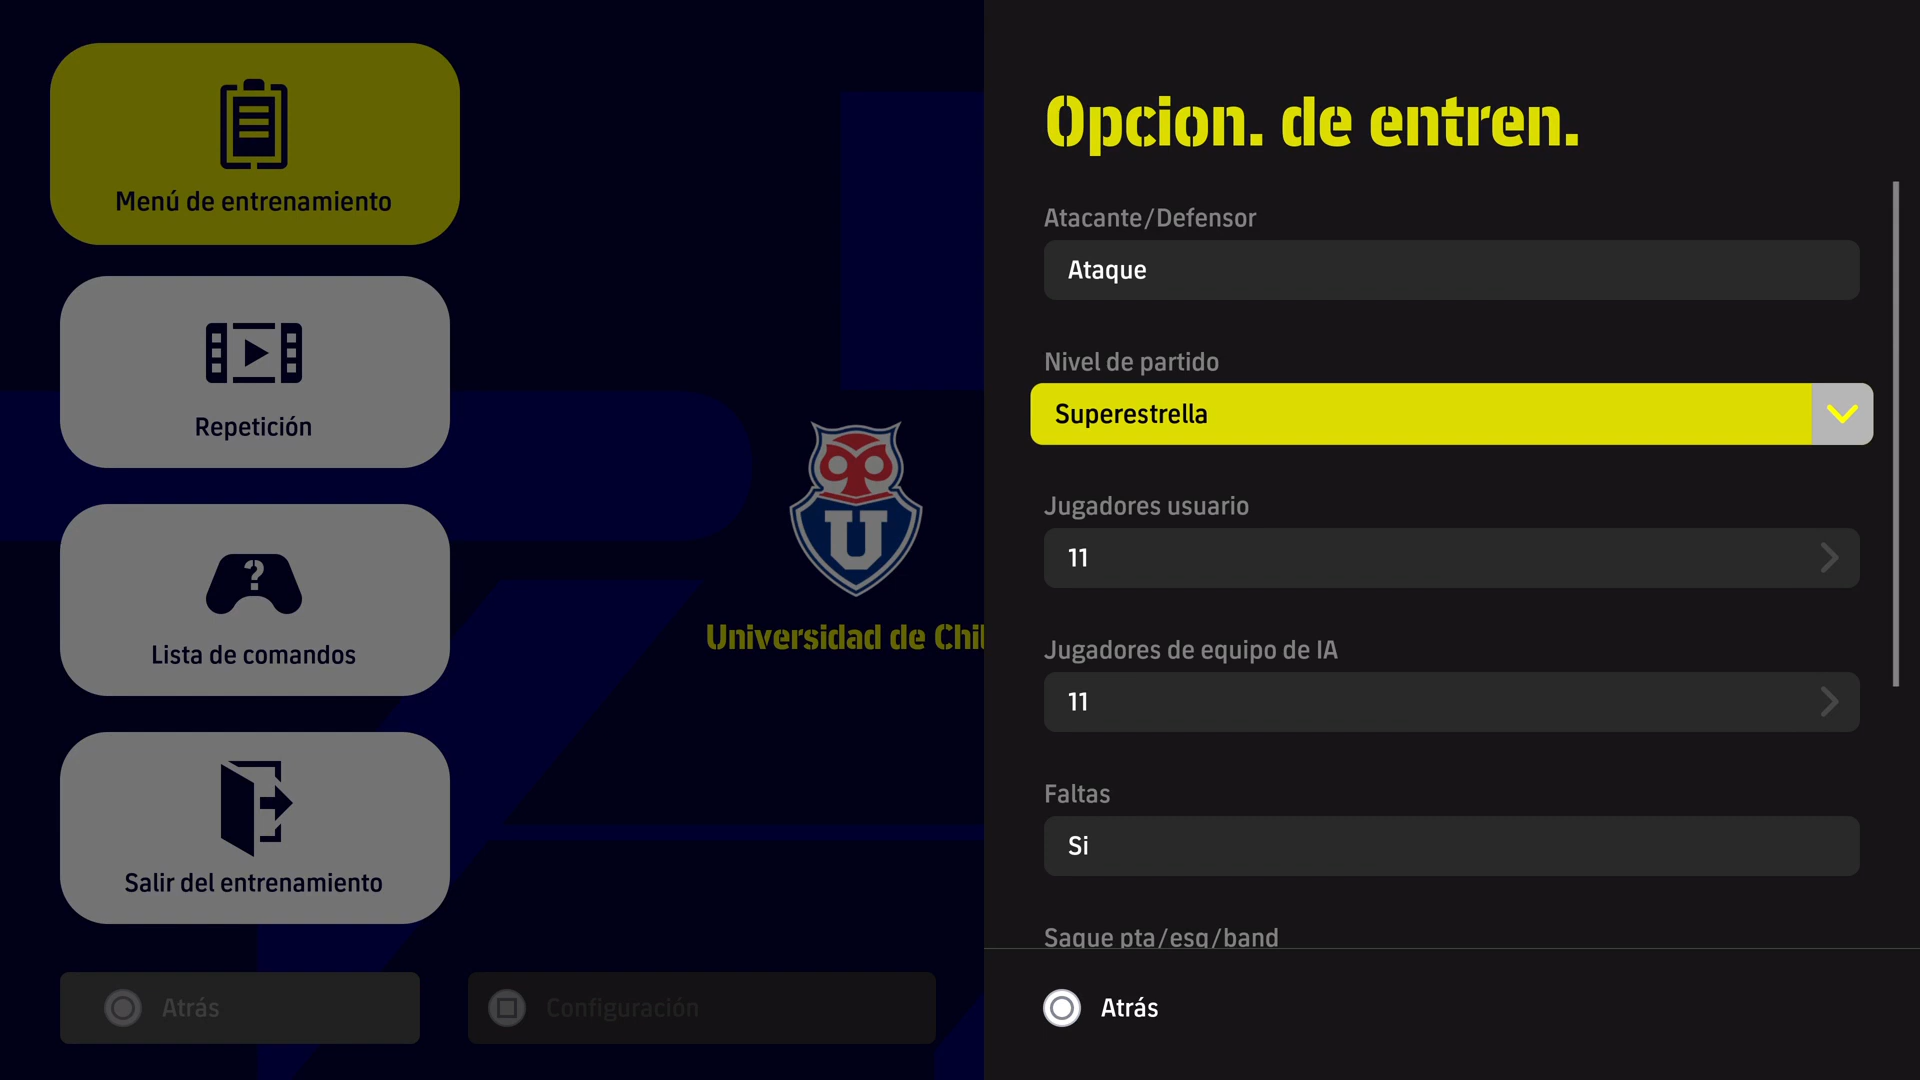 Menú de entrenamiento
Repetición
?
Lista de comandos
Salir del entrenamiento
Atrás
Configuración
U
Universidad de Chil
Opcion. de entren.
Atacante/Defensor
Ataque
Nivel de partido
Superestrella
Jugadores usuario
11
Jugadores de equipo de IA
11
Faltas
Si
Saque pta/esq/band
Atrás